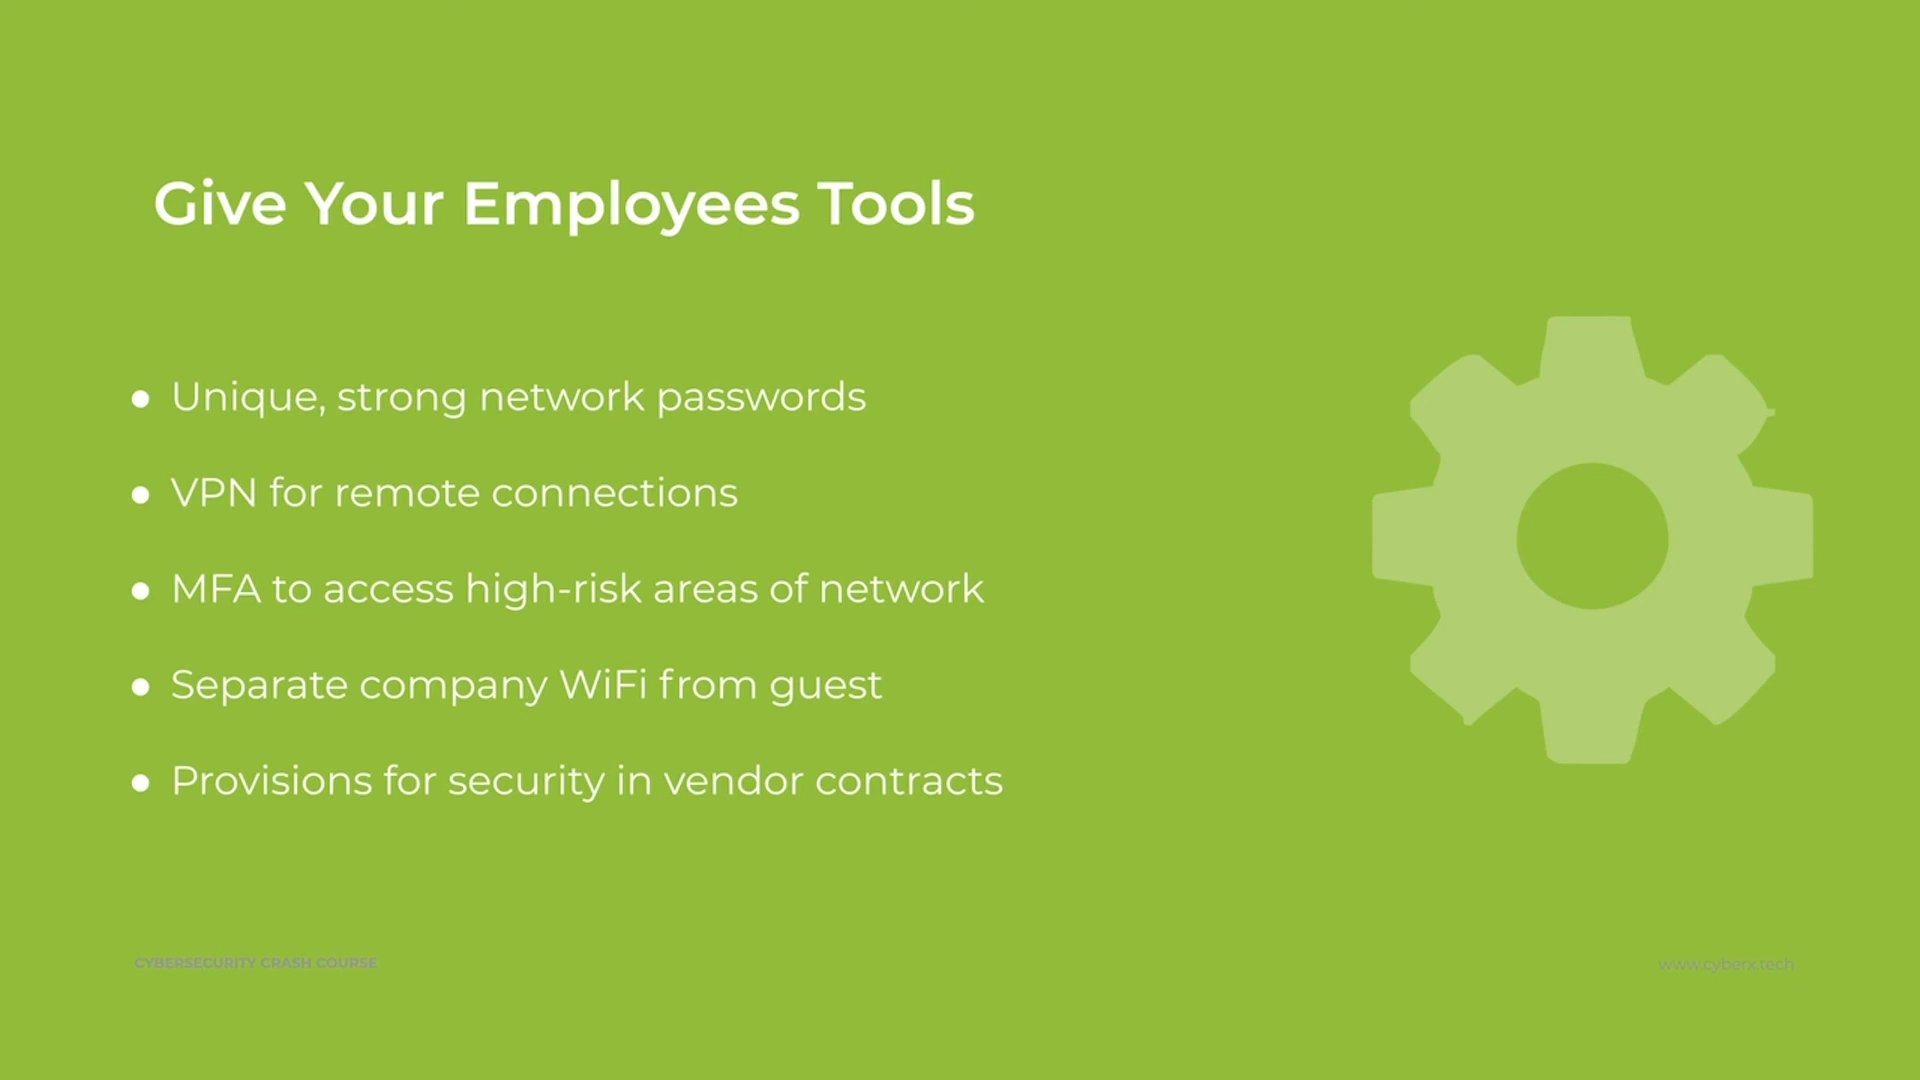 Give Your Employees Tools
● Unique, strong network passwords
● VPN for remote connections
● MFA to access high-risk areas of network
● Separate company WiFi from guest
● Provisions for security in vendor contracts
CYBERSECURITY CRASH COURSE
www.cyberx.tech